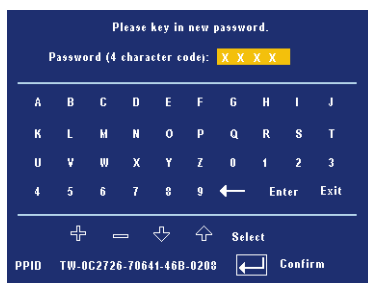 Please key in new password.
Password (4 character code): X X X X
A B C D E F G H I J
K L M N O P Q R S T
U V W X Y Z 0 1 2 3
4 5 6 7 8 9 Enter Exit
Select
PPID TW-0C2726-70641-46B-0208 Confirm